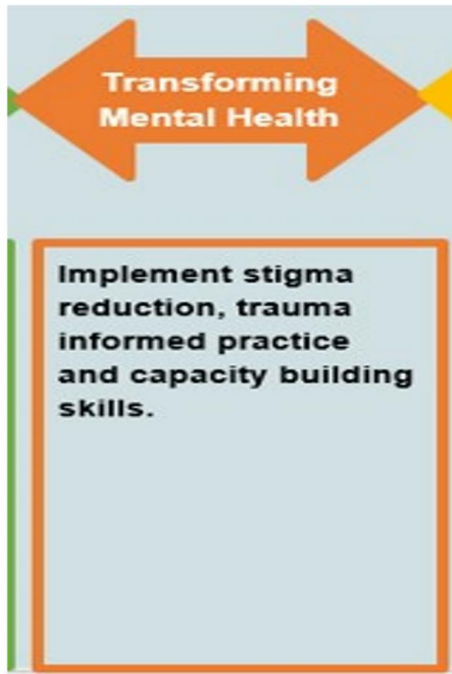 Transforming
Mental Health
Implement stigma
reduction, trauma
informed practice
and capacity building
skills.